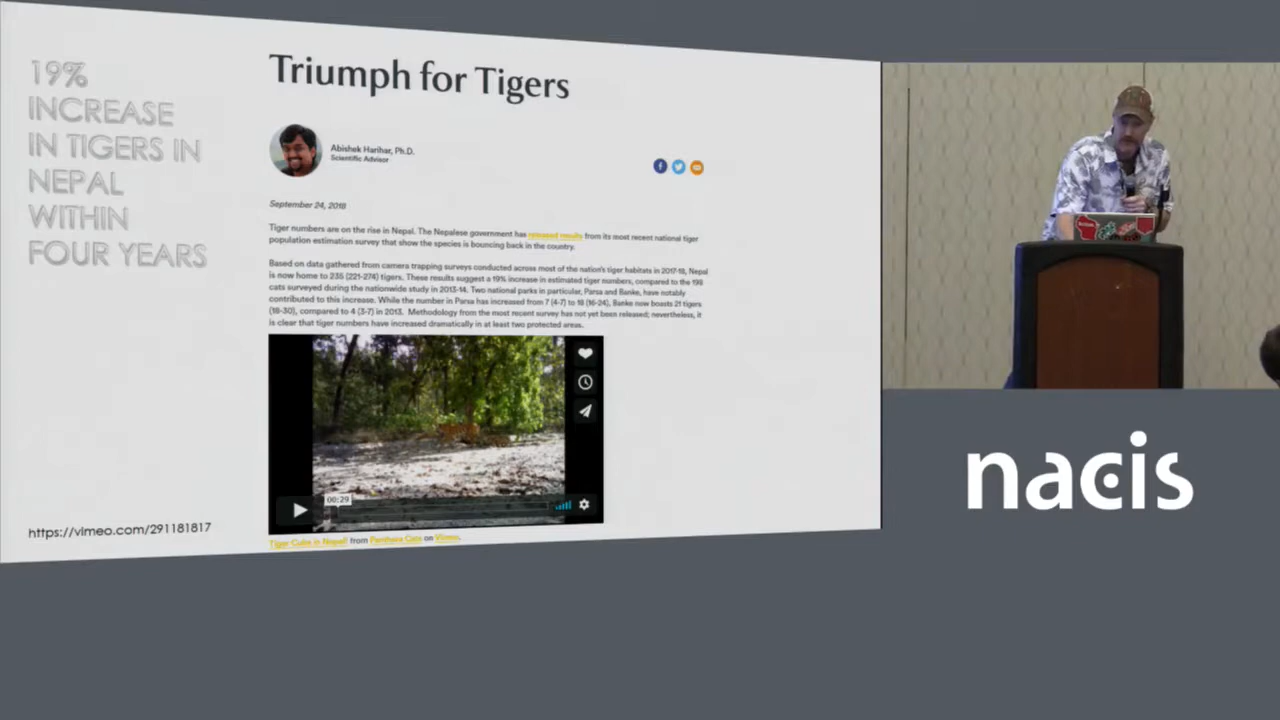 19%
INCREASE
IN TIGERS IN
NEPAL
WITHIN
FOUR YEARS
Triumph for Tigers
Abishek Harihar, Ph.D.
Scientific Advisor
September 24, 2018
Tiger numbers are on the rise in Nepal. The Nepalese government has released results from its most recent national tiger
population estimation survey that show the species is bouncing back in the country.
Based on data gathered from camera trapping surveys conducted across most of the nation's tiger habitats in 2017-18, Nepal
is now home to 235 (221-274) tigers. These results suggest a 19% increase in estimated tiger numbers, compared to the 198
cats surveyed during the nationwide study in 2013-14. Two national parks in particular, Parsa and Banke, have notably
contributed to this increase. While the number in Parsa has increased from 7 (4-7) to 18 (16-24), Banke now boasts 21 tigers
(18-30), compared to 4 (3-7) in 2013. Methodology from the most recent survey has not yet been released; nevertheless, it
is clear that tiger numbers have increased dramatically in at least two protected areas.
00:29
Tiger Cubs in Nepal! from Panthera Cats on Vimeo.
https://vimeo.com/291181817
nacis